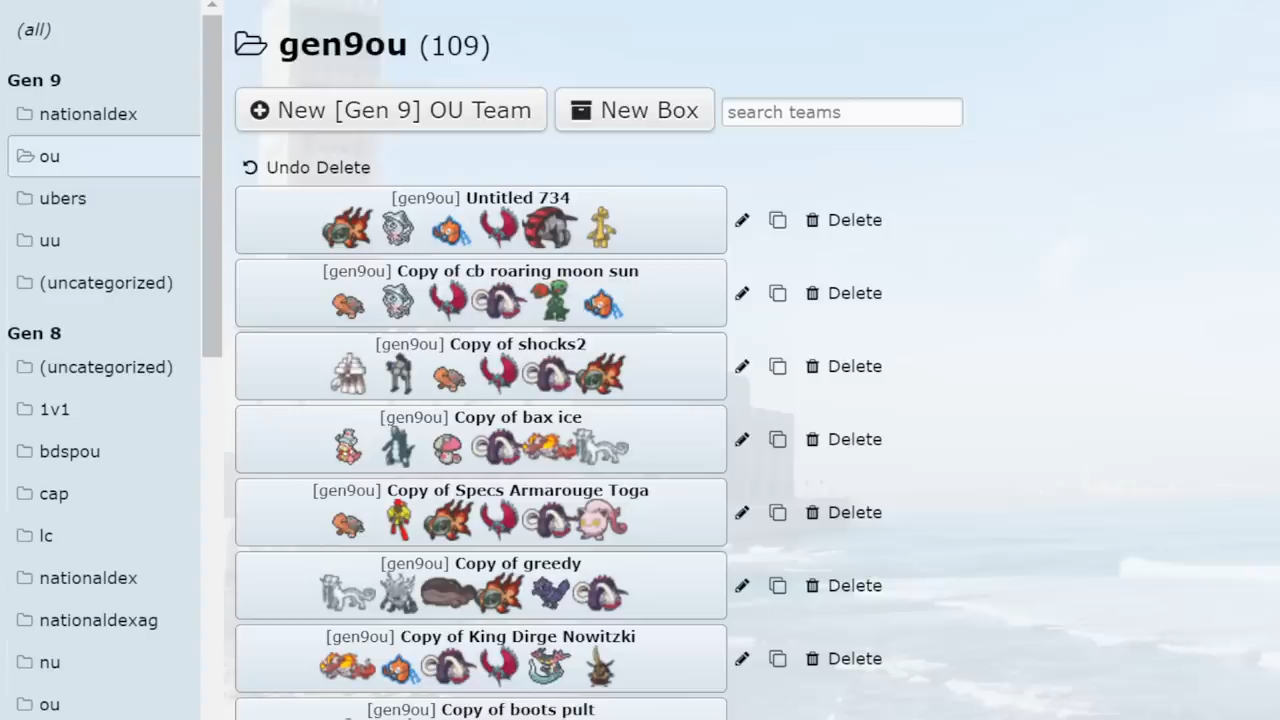 (all)
Gen 9
nationaldex
ou
ubers
uu
(uncategorized)
Gen 8
(uncategorized)
1v1
bdspou
cap
lc
nationaldex
nationaldexag
nu
ou
gen9ou (109)
New [Gen 9] OU Team
New Box
search teams
Undo Delete
[gen9ou] Untitled 734
Delete
[gen9ou] Copy of cb roaring moon sun
Delete
[gen9ou] Copy of shocks2
Delete
[gen9ou] Copy of bax ice
Delete
[gen9ou] Copy of Specs Armarouge Toga
Delete
[gen9ou] Copy of greedy
Delete
[gen9ou] Copy of King Dirge Nowitzki
Delete
[gen9ou] Copy of boots pult